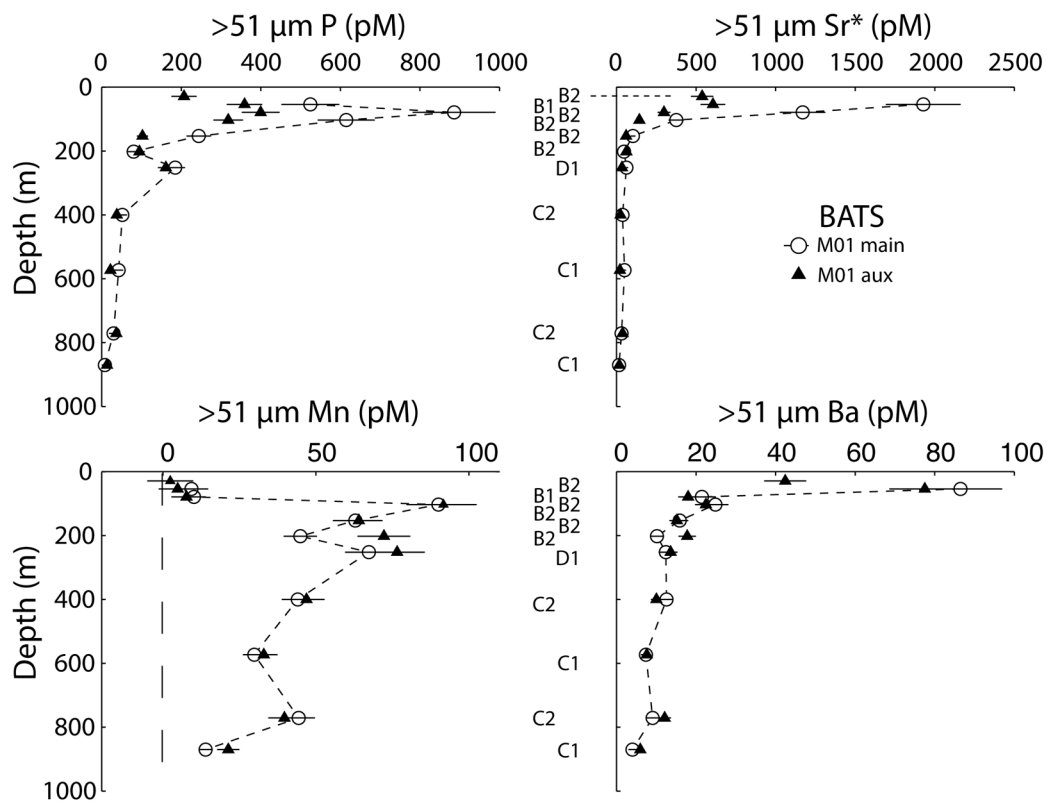 >51 μm P (pM)
0 200 400 600 800 1000
0
200
400
600
800
1000
Depth (m)
>51 μm Sr* (pM)
0 500 1000 1500 2000 2500
B2
B1
B2
B2
B2
B2
D1
C2
C1
C2
C1
BATS
M01 main
M01 aux
>51 μm Mn (pM)
0 50 100
0
200
400
600
800
1000
Depth (m)
>51 μm Ba (pM)
0 20 40 60 80 100
B2
B1
B2
B2
B2
B2
D1
C2
C1
C2
C1